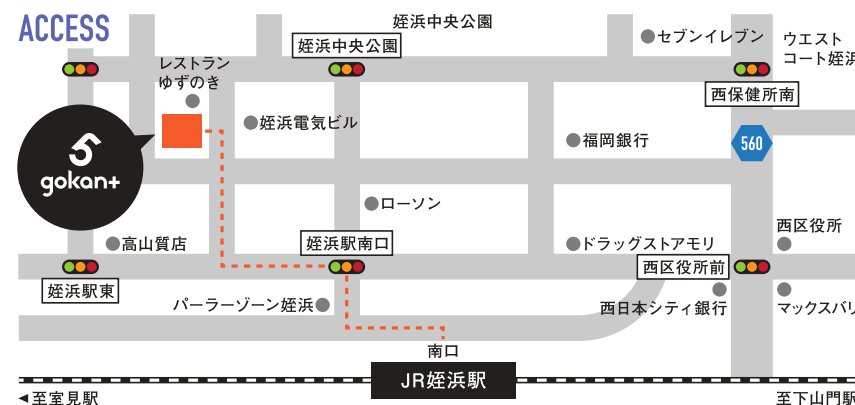 ACCESS
姪浜中央公園
姪浜中央公園
セブンイレブン
ウエスト
コート姪浜
レストラン
ゆずのき
西保健所南
姪浜電気ビル
福岡銀行
560
gokan+
ローソン
西区役所
高山質店
姪浜駅南口
ドラッグストアモリ
西区役所前
姪浜駅東
パーラーゾーン姪浜
西日本シティ銀行
マックスバリ
南口
JR姪浜駅
◀至室見駅
至下山門駅